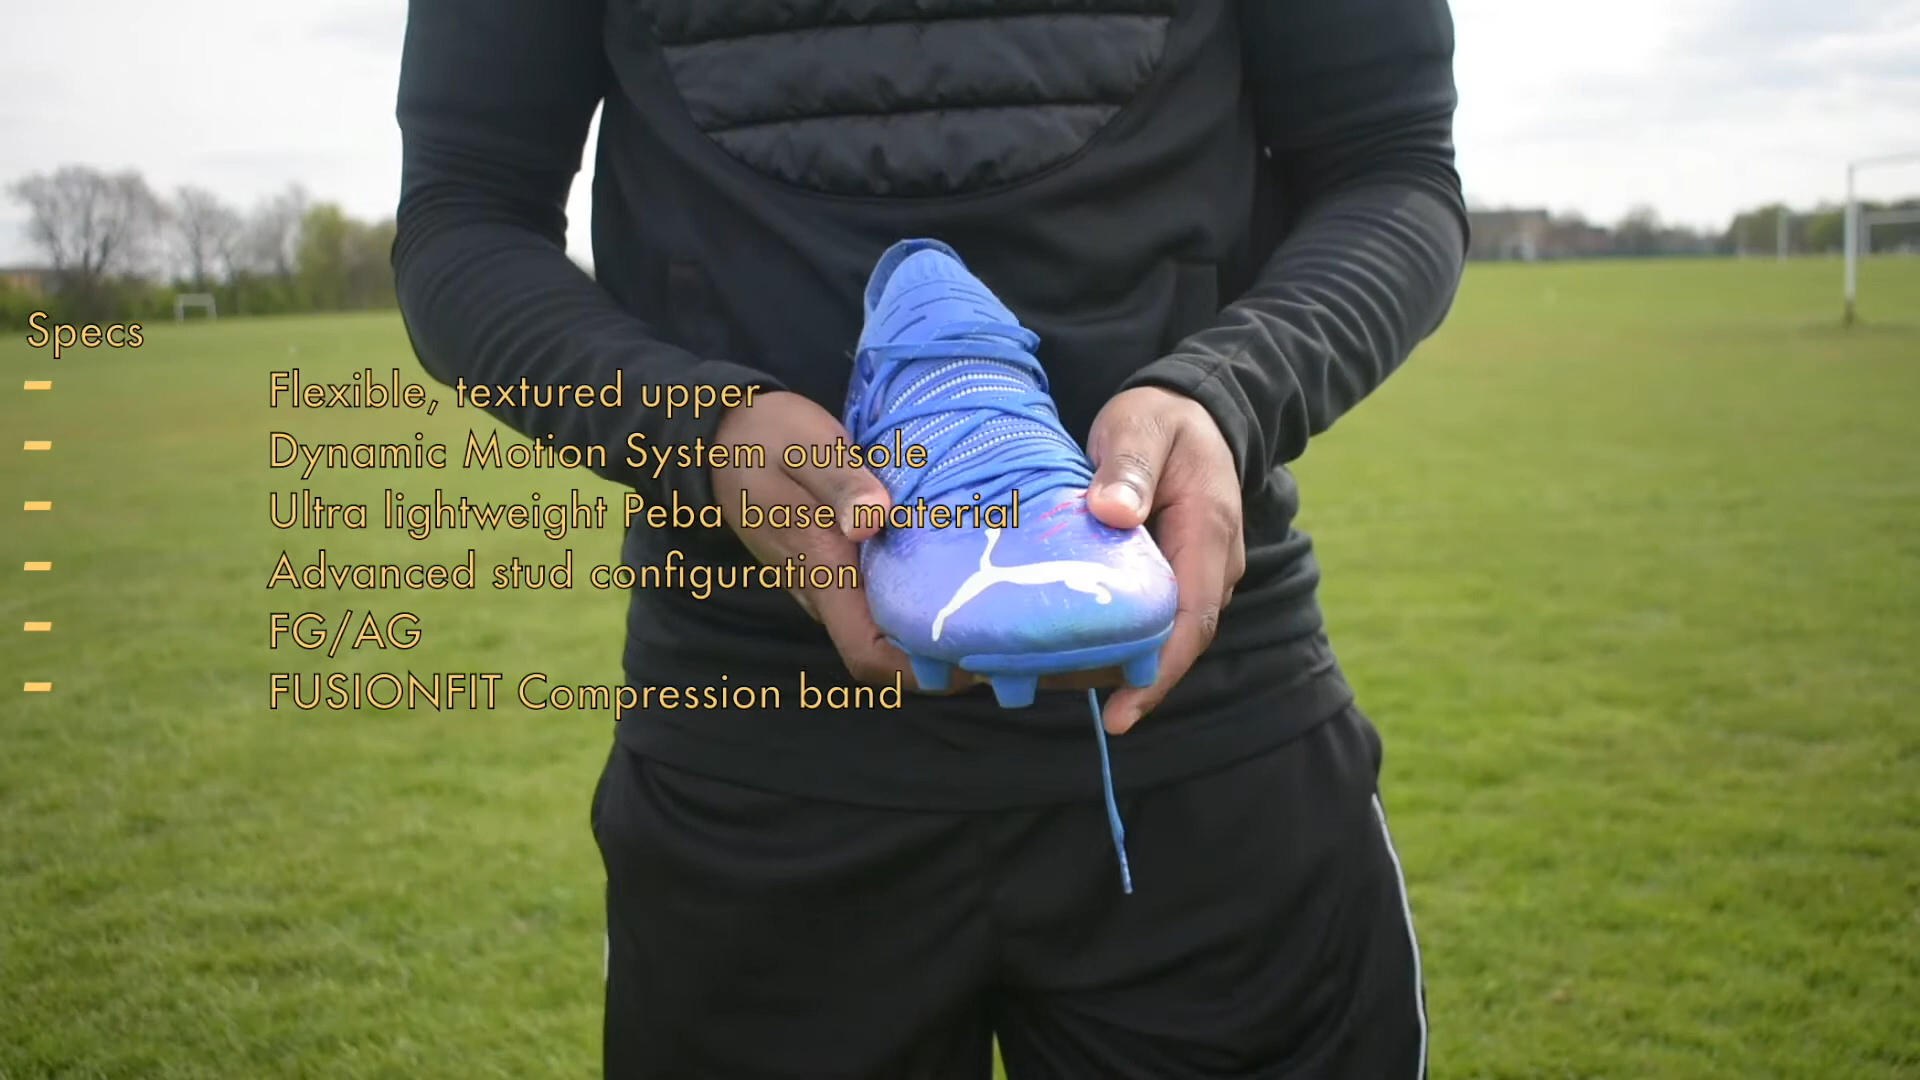 Specs
- Flexible, textured upper
- Dynamic Motion System outsole
- Ultra lightweight Peba base material
- Advanced stud configuration
- FG/AG
- FUSIONFIT Compression band